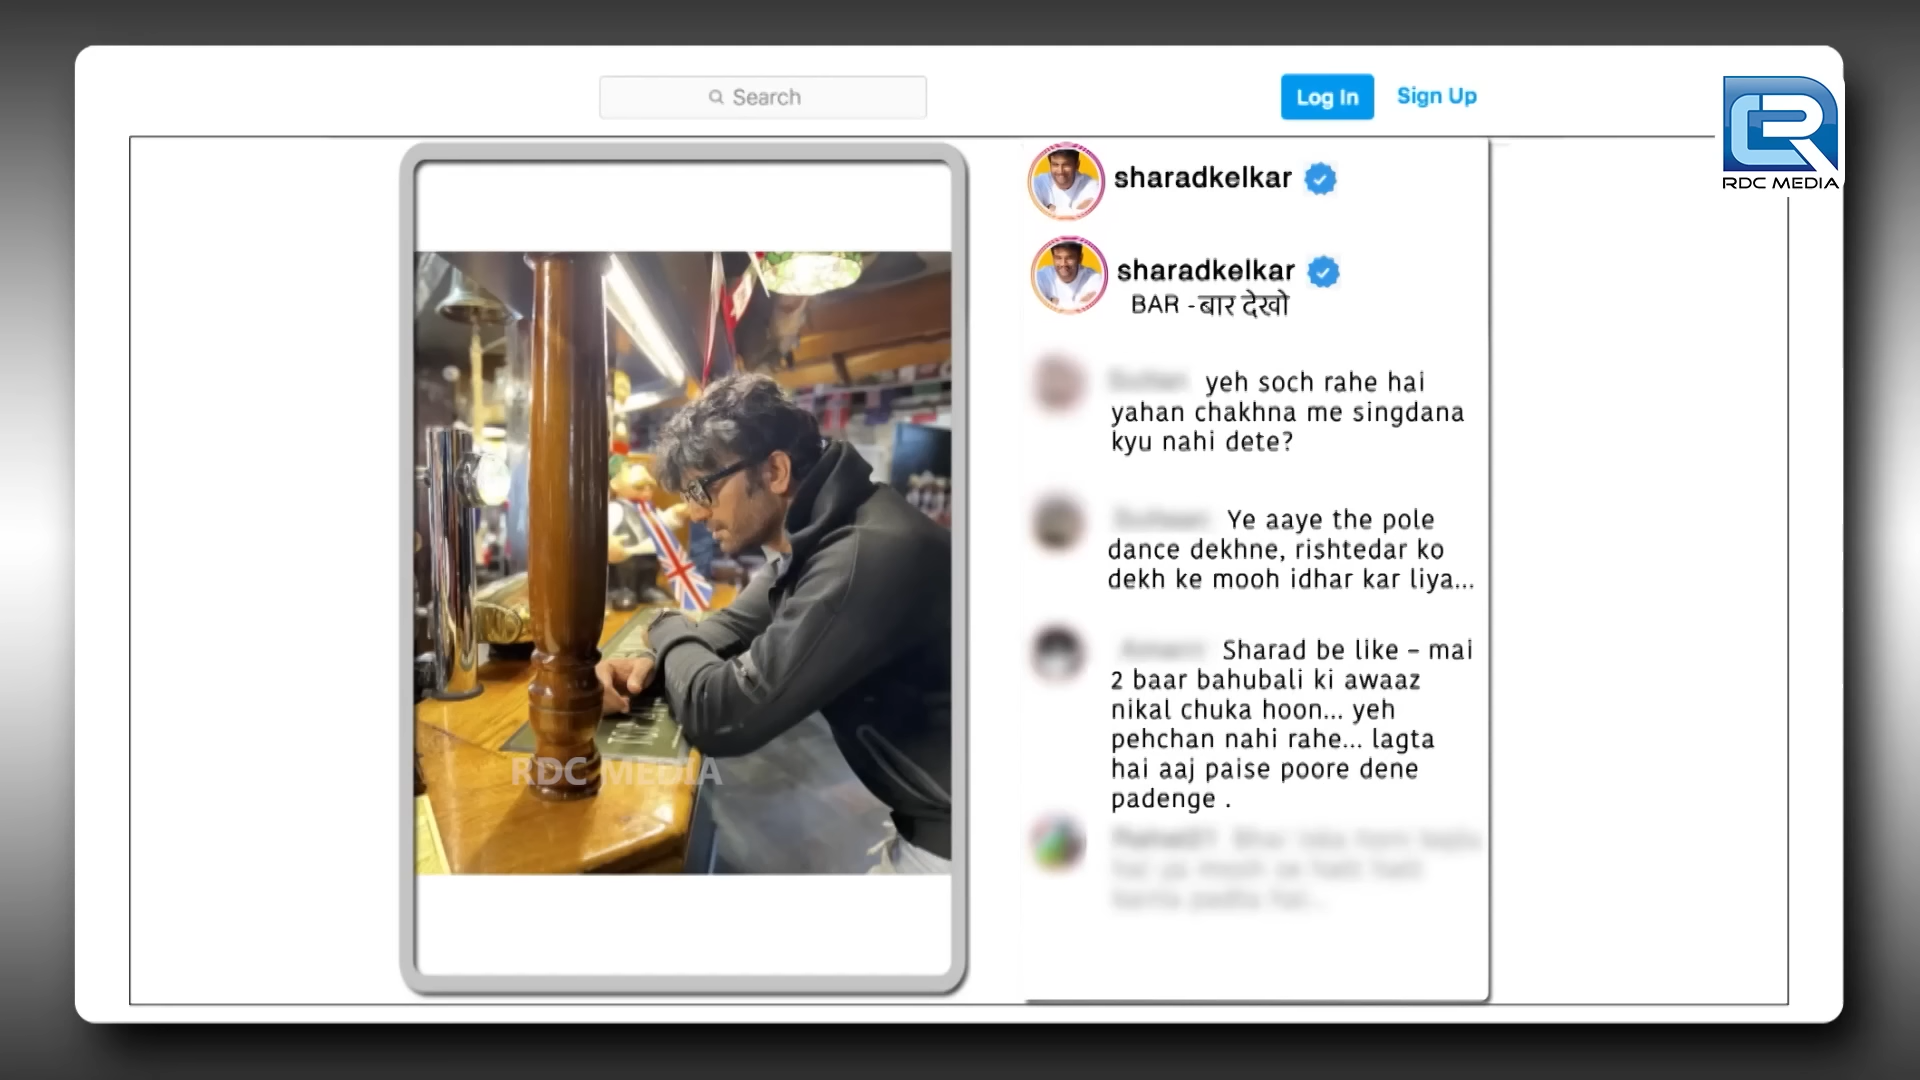 Search
Log In
Sign Up
RDC MEDIA
sharadkelkar
sharadkelkar
BAR -बार देखो
yeh soch rahe hai
yahan chakhna me singdana
kyu nahi dete?
Ye aaye the pole
dance dekhne, rishtedar ko
dekh ke mooh idhar kar liya...
Sharad be like – mai
2 baar bahubali ki awaaz
nikal chuka hoon... yeh
pehchan nahi rahe... lagta
hai aaj paise poore dene
padenge .
RDC MEDIA